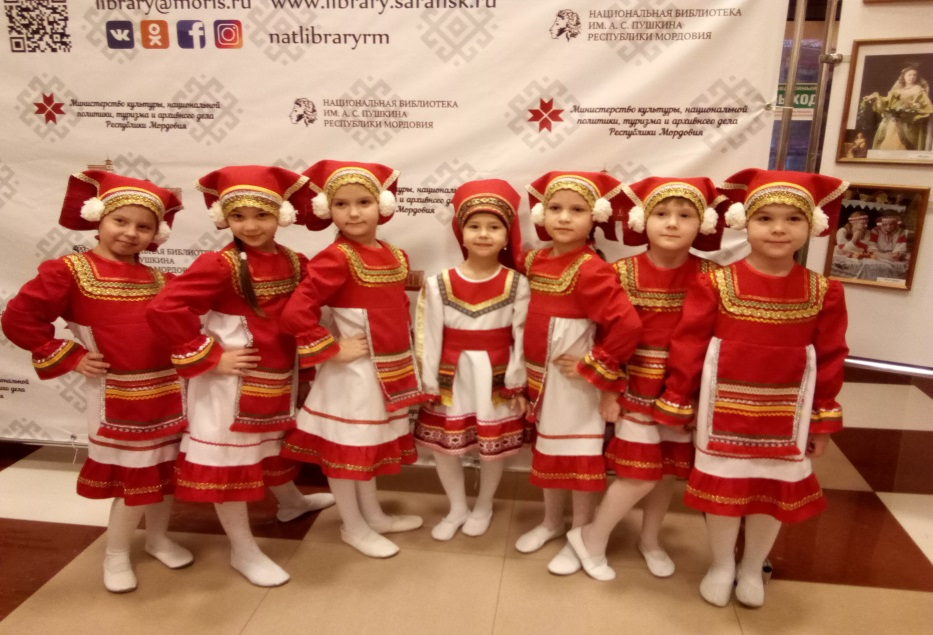 library@moris.ru www.library.saransk.ru
natlibraryrm
НАЦИОНАЛЬНАЯ БИБЛИОТЕКА
ИМ. А. С. ПУШКИНА
РЕСПУБЛИКИ МОРДОВИЯ
Министерство культуры, национальной
политики, туризма и архивного дела
Республики Мордовия
НАЦИОНАЛЬНАЯ БИБЛИОТЕКА
ИМ. А. С. ПУШКИНА
РЕСПУБЛИКИ МОРДОВИЯ
Министерство культуры, национальной
политики, туризма и архивного дела
Республики Мордовия